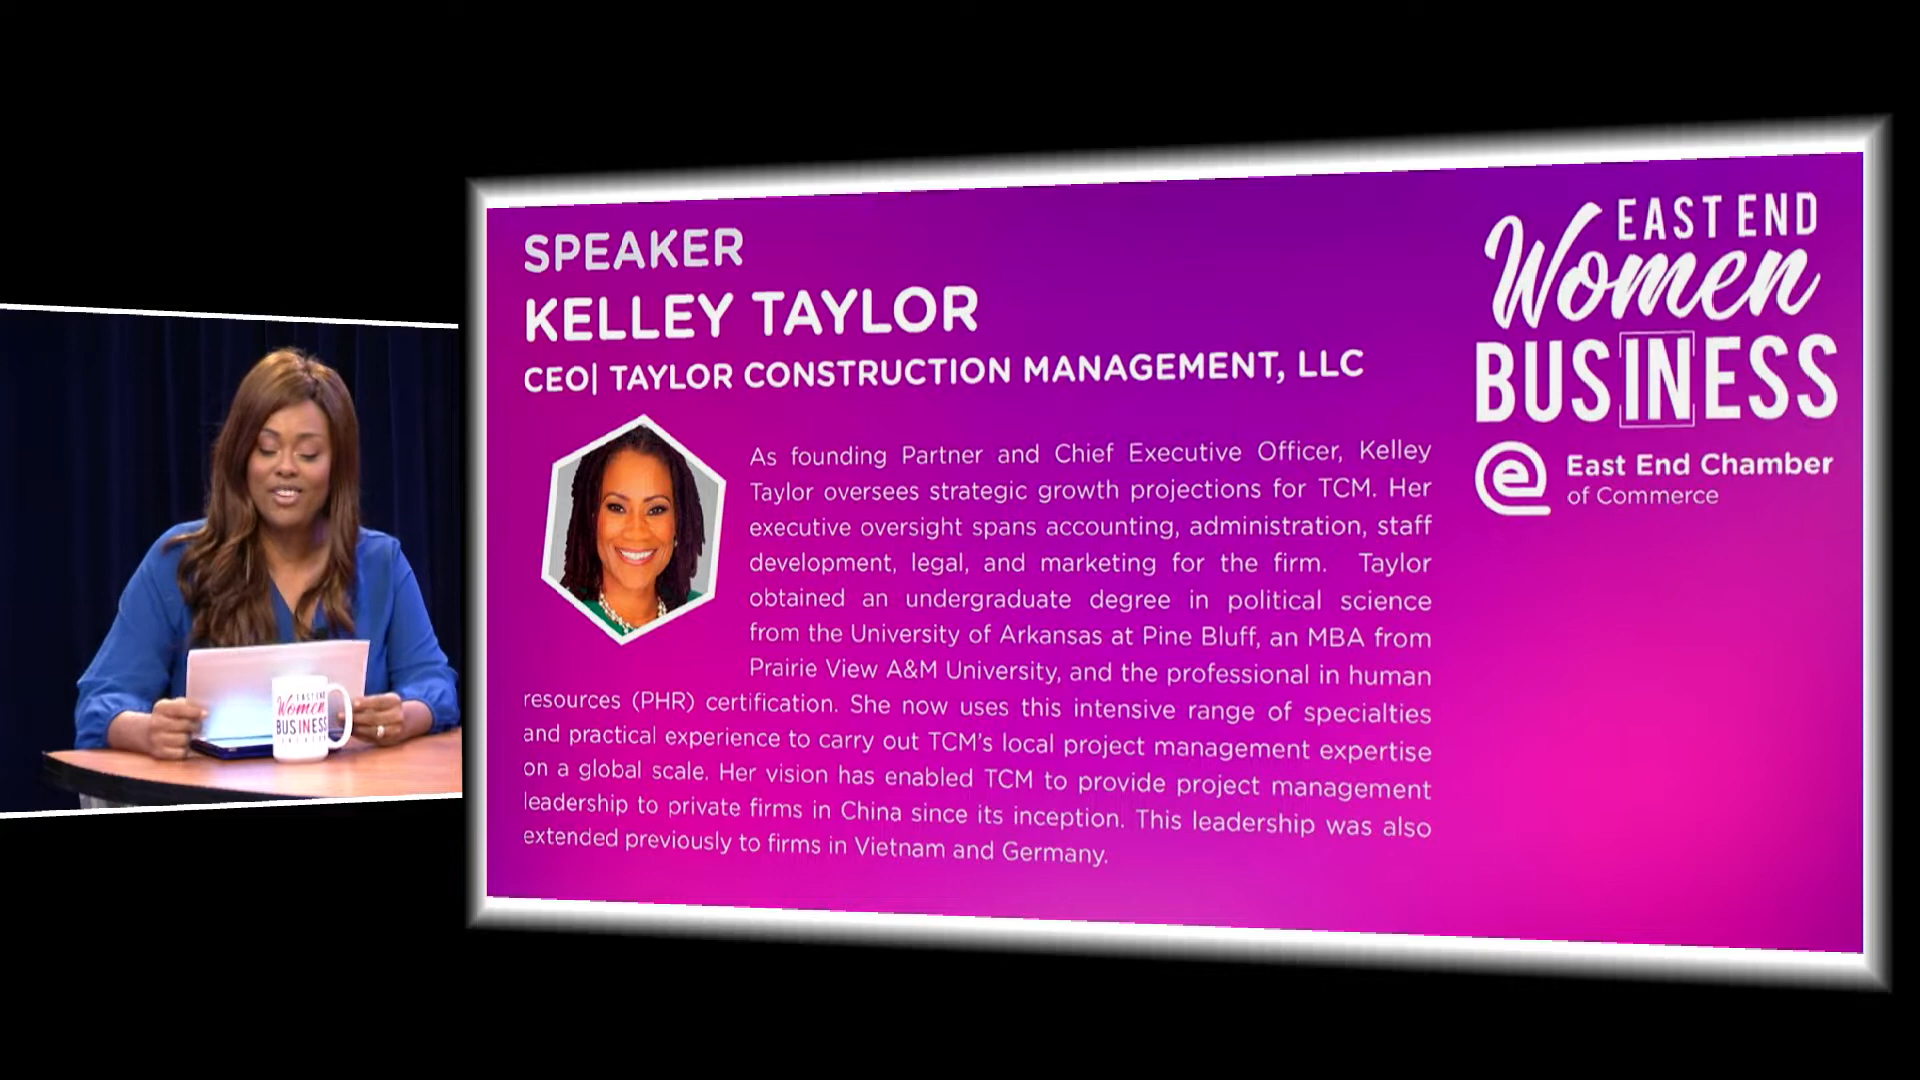 SPEAKER
KELLEY TAYLOR
CEO| TAYLOR CONSTRUCTION MANAGEMENT, LLC
As founding Partner and Chief Executive Officer, Kelley
Taylor oversees strategic growth projections for TCM. Her
executive oversight spans accounting, administration, staff
development, legal, and marketing for the firm. Taylor
obtained an undergraduate degree in political science
from the University of Arkansas at Pine Bluff, an MBA from
Prairie View A&M University, and the professional in human
resources (PHR) certification. She now uses this intensive range of specialties
and practical experience to carry out TCM's local project management expertise
on a global scale. Her vision has enabled TCM to provide project management
leadership to private firms in China since its inception. This leadership was also
extended previously to firms in Vietnam and Germany.
EAST END
Women
BUSINESS
East End Chamber
of Commerce
EAST END
Women
BUSINESS